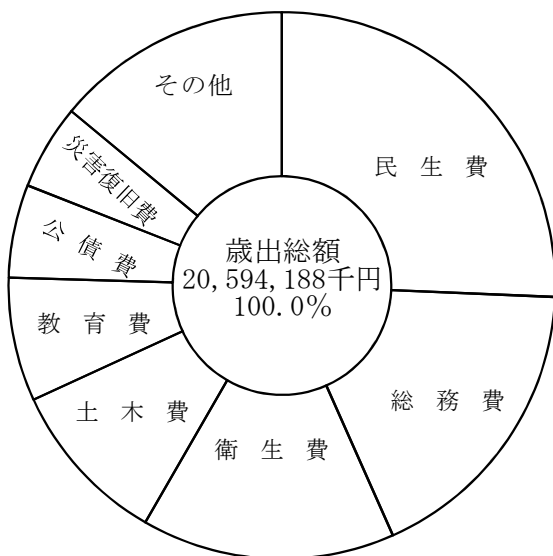 その他
民生費
災害復旧費
公債費
歳出総額
20,594,188千円
100.0％
教育費
総務費
土木費
衛生費